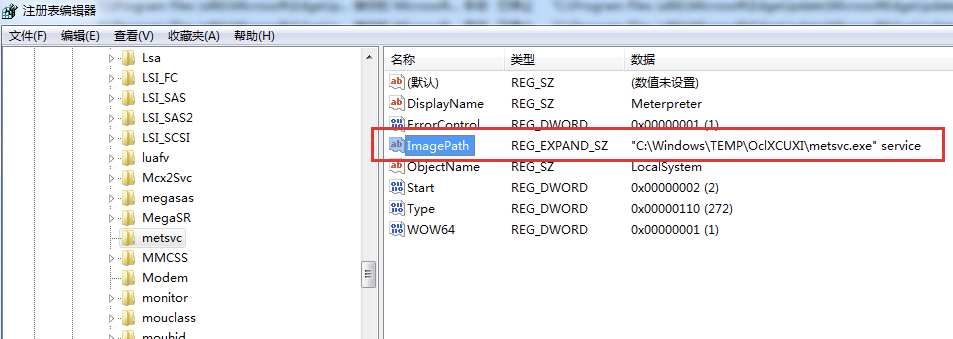 注册表编辑器
文件(F) 编辑(E) 查看(V) 收藏夹(A) 帮助(H)
Lsa
LSI_FC
LSI_SAS
LSI_SAS2
LSI_SCSI
luafv
Mcx2Svc
megasas
MegaSR
metsvc
MMCSS
Modem
monitor
mouclass
mouhid
名称 类型 数据
(默认) REG_SZ (数值未设置)
DisplayName REG_SZ Meterpreter
ErrorControl REG_DWORD 0x00000001 (1)
ImagePath REG_EXPAND_SZ "C:\Windows\TEMP\OclXCUXI\metsvc.exe" service
ObjectName REG_SZ LocalSystem
Start REG_DWORD 0x00000002 (2)
Type REG_DWORD 0x00000110 (272)
WOW64 REG_DWORD 0x00000001 (1)